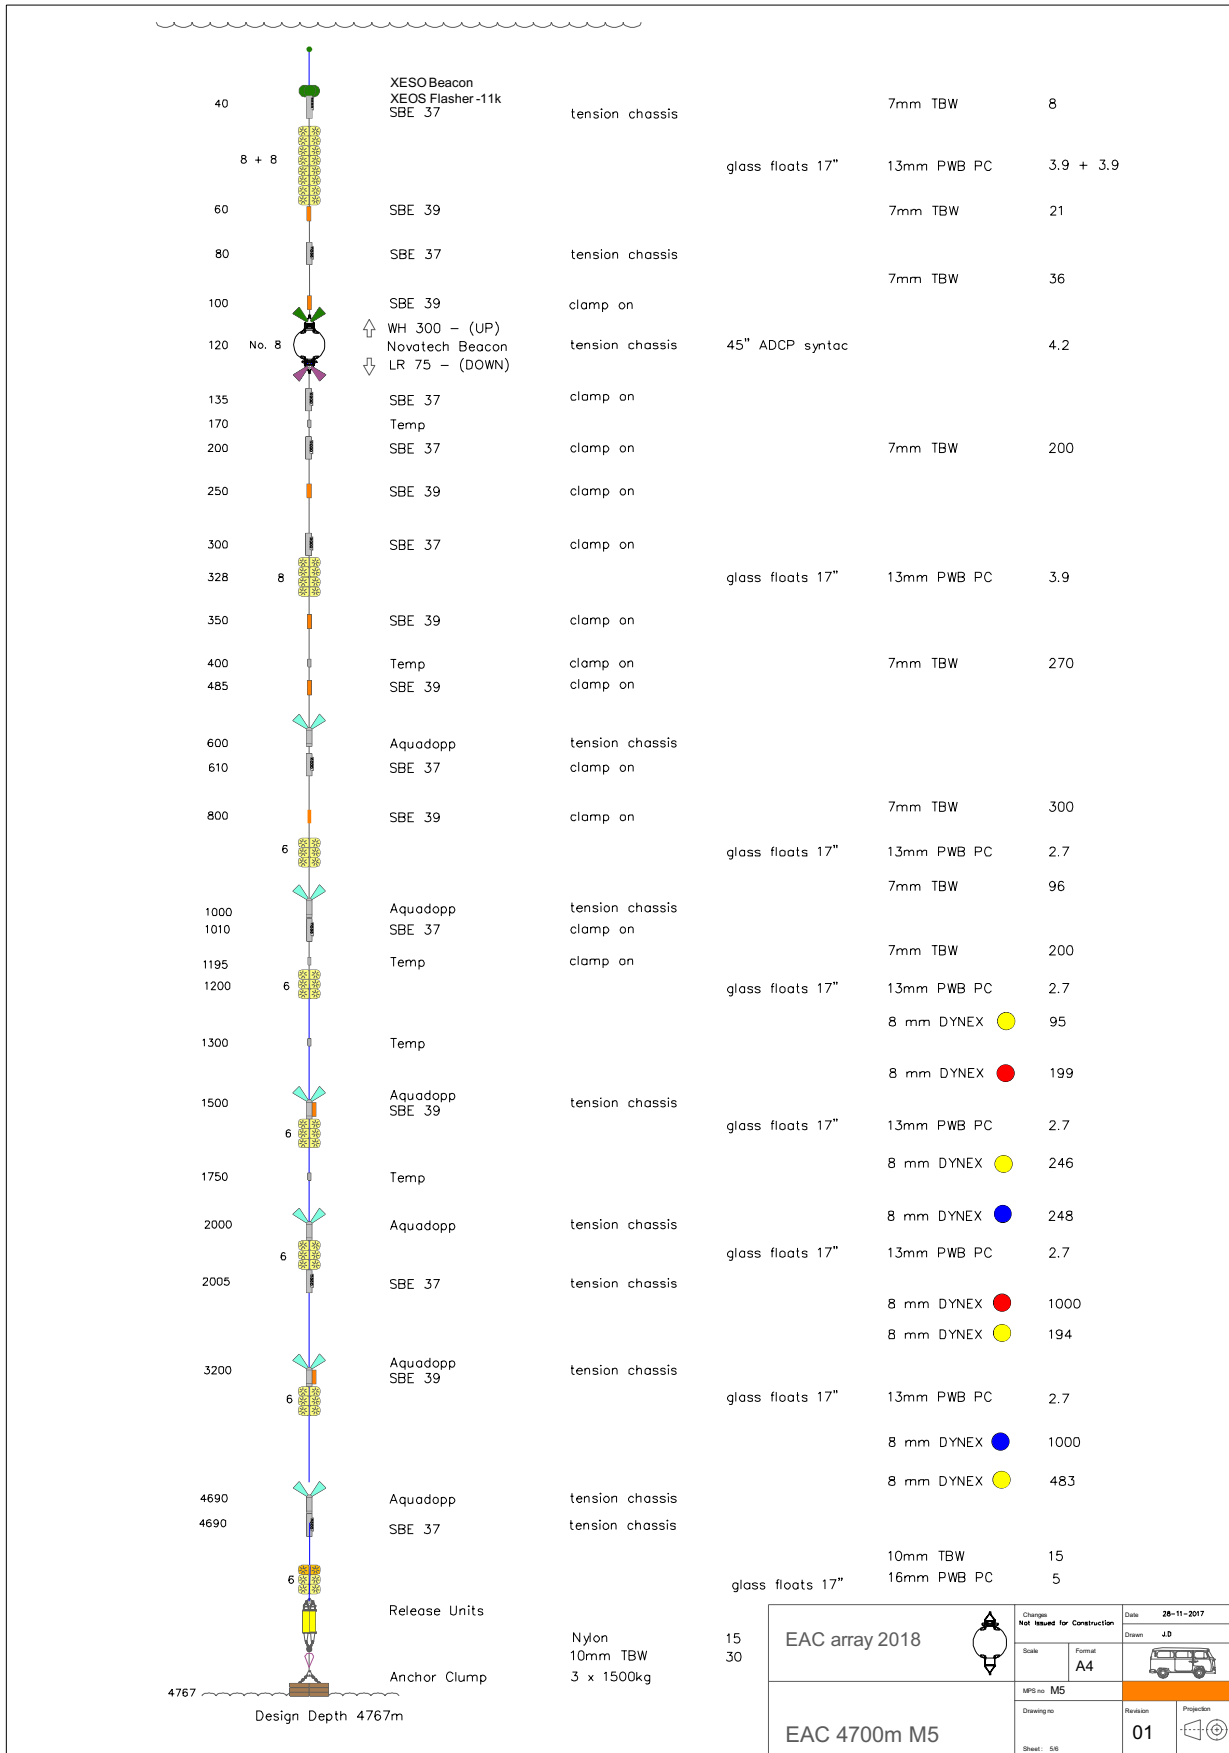 XESO Beacon
XEOS Flasher -11k
40 SBE 37 tension chassis 7mm TBW 8
8 + 8 glass floats 17" 13mm PWB PC 3.9 + 3.9
60 SBE 39 7mm TBW 21
80 SBE 37 tension chassis
7mm TBW 36
100 SBE 39 clamp on
WH 300 - (UP)
120 No. 8 Novatech Beacon tension chassis 45" ADCP syntac 4.2
LR 75 - (DOWN)
135 SBE 37 clamp on
170 Temp
200 SBE 37 clamp on 7mm TBW 200
250 SBE 39 clamp on
300 SBE 37 clamp on
328 8 glass floats 17" 13mm PWB PC 3.9
350 SBE 39 clamp on
400 Temp clamp on 7mm TBW 270
485 SBE 39 clamp on
600 Aquadopp tension chassis
610 SBE 37 clamp on
7mm TBW 300
800 SBE 39 clamp on
6 glass floats 17" 13mm PWB PC 2.7
7mm TBW 96
1000 Aquadopp tension chassis
1010 SBE 37 clamp on
7mm TBW 200
1195 Temp clamp on
1200 6 glass floats 17" 13mm PWB PC 2.7
8 mm DYNEX 95
1300 Temp
8 mm DYNEX 199
Aquadopp
1500 SBE 39 tension chassis
6 glass floats 17" 13mm PWB PC 2.7
8 mm DYNEX 246
1750 Temp
8 mm DYNEX 248
2000 Aquadopp tension chassis
6 glass floats 17" 13mm PWB PC 2.7
2005 SBE 37 tension chassis
8 mm DYNEX 1000
8 mm DYNEX 194
Aquadopp
3200 SBE 39 tension chassis
6 glass floats 17" 13mm PWB PC 2.7
8 mm DYNEX 1000
8 mm DYNEX 483
4690 Aquadopp tension chassis
4690 SBE 37 tension chassis
10mm TBW 15
6 glass floats 17" 16mm PWB PC 5
Release Units
Nylon 15
10mm TBW 30
Anchor Clump 3 x 1500kg
4767
Design Depth 4767m
EAC array 2018
EAC 4700m M5
Changes
Not Issued for Construction
Date 28-11-2017
Drawn J.D
Scale
Format
A4
MPS no M5
Drawing no
Sheet: 5/6
Revision
01
Projection